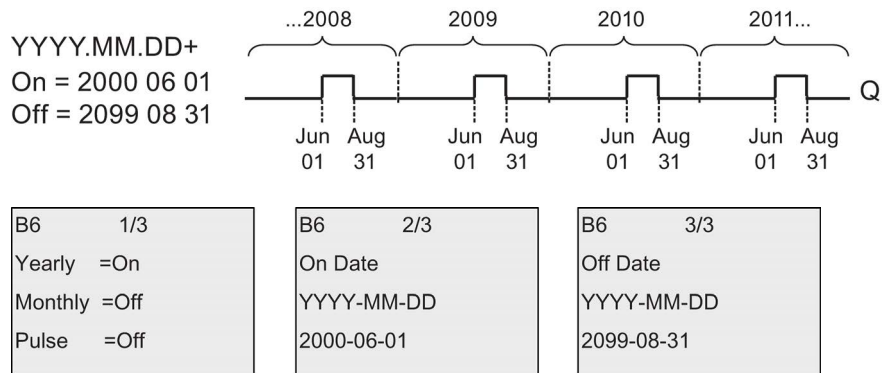 ...2008 2009 2010 2011...
YYYY.MM.DD+
On = 2000 06 01
Off = 2099 08 31
Q
Jun Aug Jun Aug Jun Aug Jun Aug
01 31 01 31 01 31 01 31
B6 1/3
Yearly =On
Monthly =Off
Pulse =Off
B6 2/3
On Date
YYYY-MM-DD
2000-06-01
B6 3/3
Off Date
YYYY-MM-DD
2099-08-31